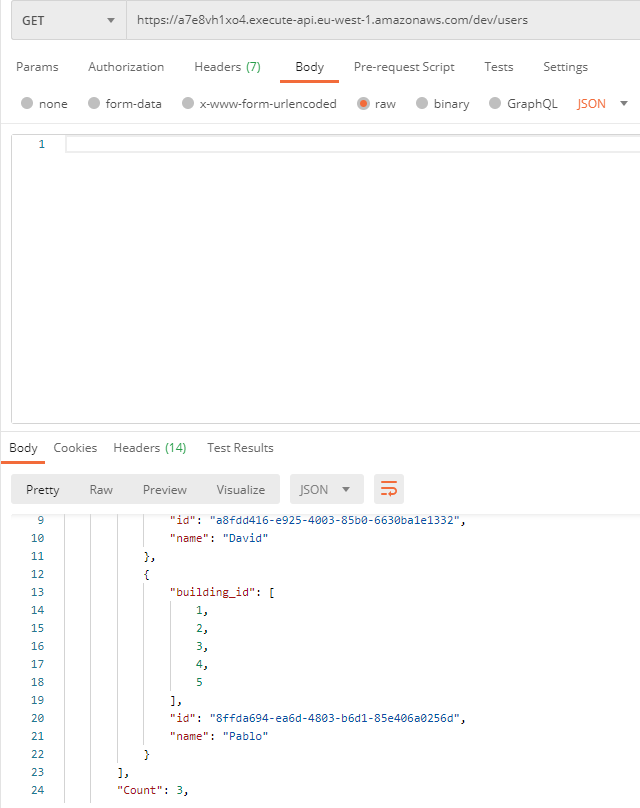 GET https://a7e8vh1xo4.execute-api.eu-west-1.amazonaws.com/dev/users
Params Authorization Headers (7) Body Pre-request Script Tests Settings
none form-data x-www-form-urlencoded raw binary GraphQL JSON
1
Body Cookies Headers (14) Test Results
Pretty Raw Preview Visualize JSON
9 "id": "a8fdd416-e925-4003-85b0-6630ba1e1332",
10 "name": "David"
11 },
12 {
13 "building_id": [
14 1,
15 2,
16 3,
17 4,
18 5
19 ],
20 "id": "8ffda694-ea6d-4803-b6d1-85e406a0256d",
21 "name": "Pablo"
22 }
23 ],
24 "Count": 3,